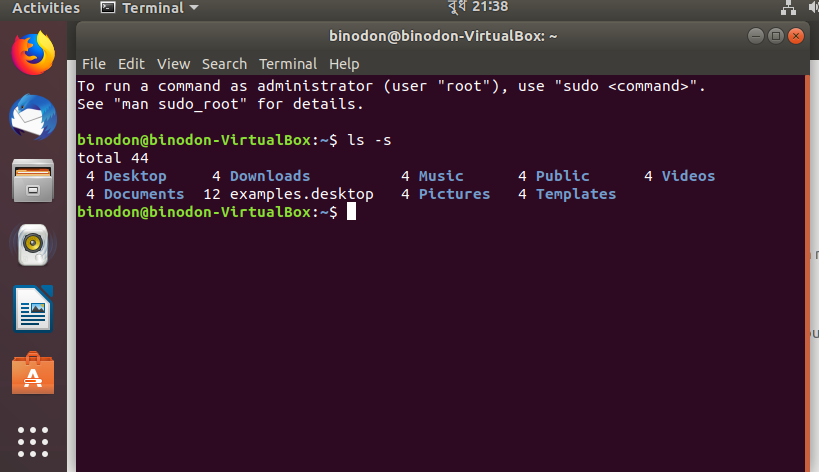 Activities Terminal বুধ 21:38
binodon@binodon-VirtualBox: ~
File Edit View Search Terminal Help
To run a command as administrator (user "root"), use "sudo <command>".
See "man sudo_root" for details.
binodon@binodon-VirtualBox:~$ ls -s
total 44
4 Desktop 4 Downloads 4 Music 4 Public 4 Videos
4 Documents 12 examples.desktop 4 Pictures 4 Templates
binodon@binodon-VirtualBox:~$